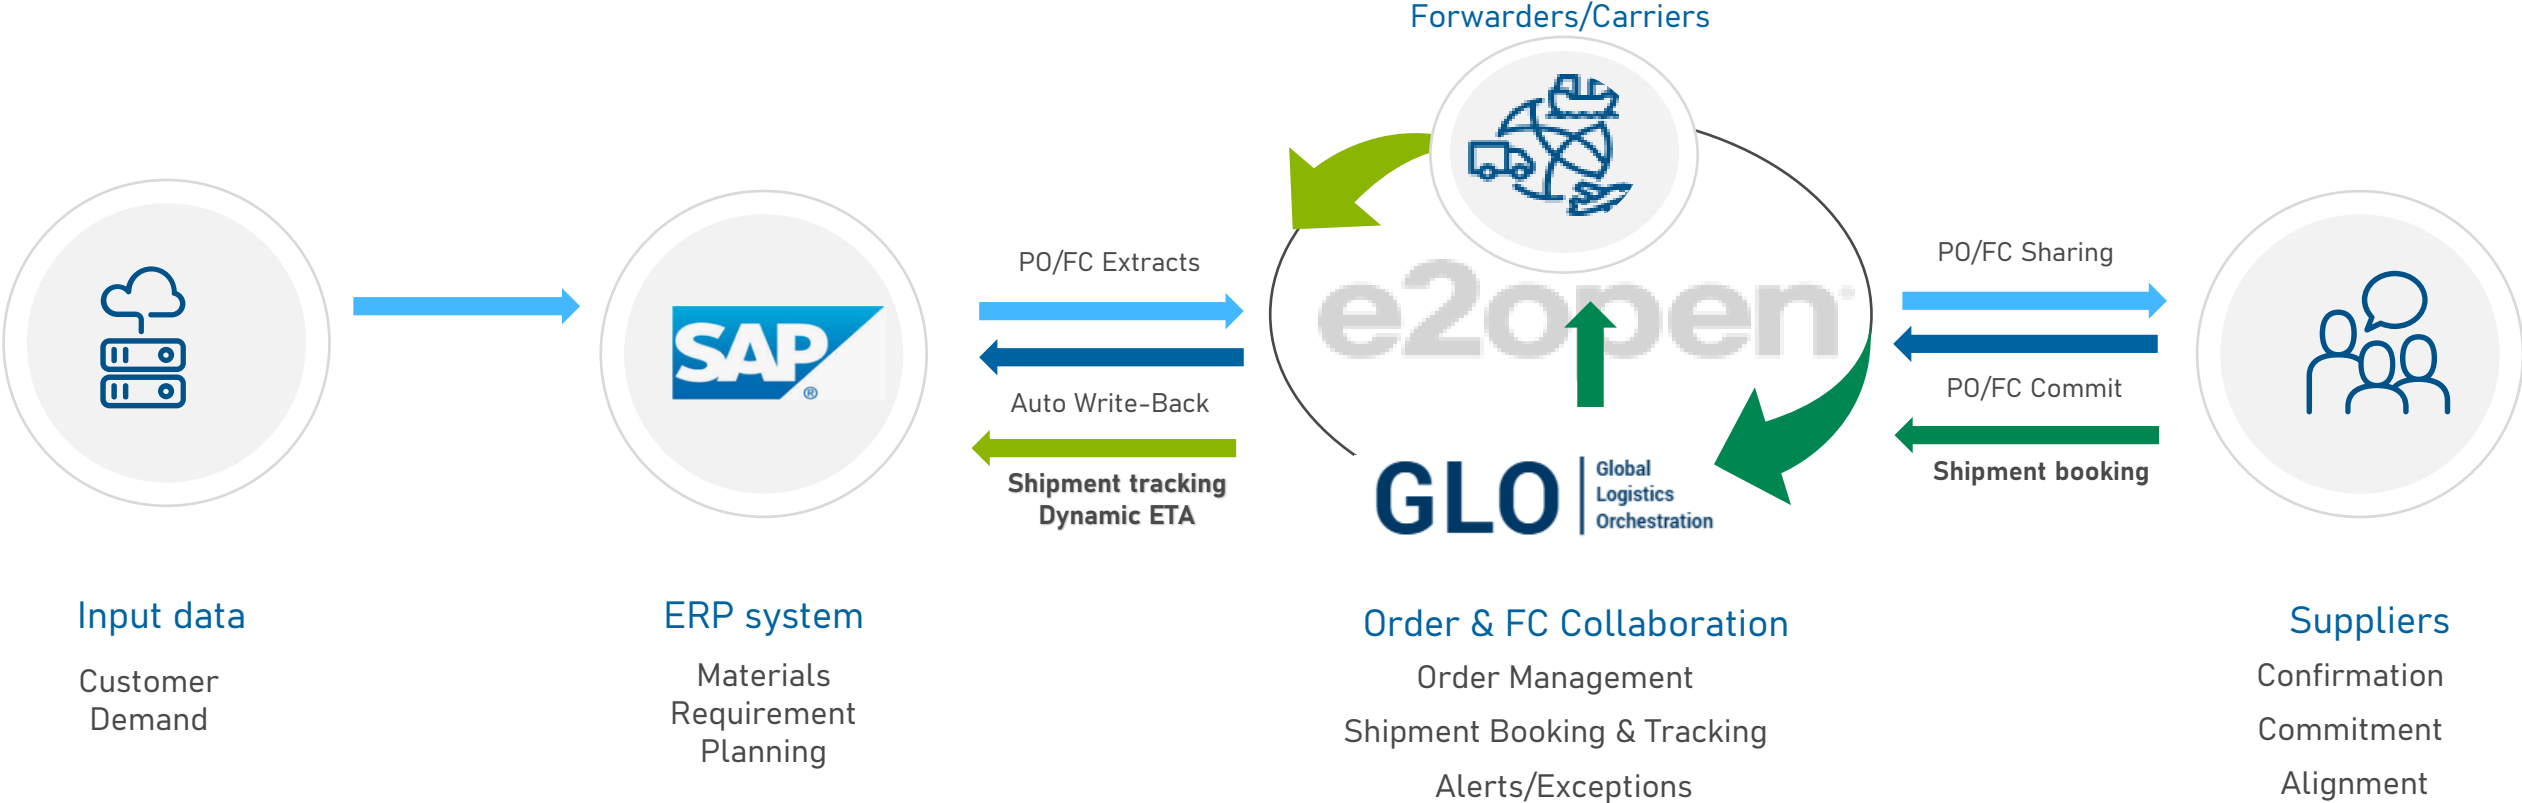 Forwarders/Carriers
PO/FC Extracts
Auto Write-Back
Shipment tracking
Dynamic ETA
SAP®
e2open
GLO
Global
Logistics
Orchestration
PO/FC Sharing
PO/FC Commit
Shipment booking
Input data
Customer
Demand
ERP system
Materials
Requirement
Planning
Order & FC Collaboration
Order Management
Shipment Booking & Tracking
Alerts/Exceptions
Suppliers
Confirmation
Commitment
Alignment